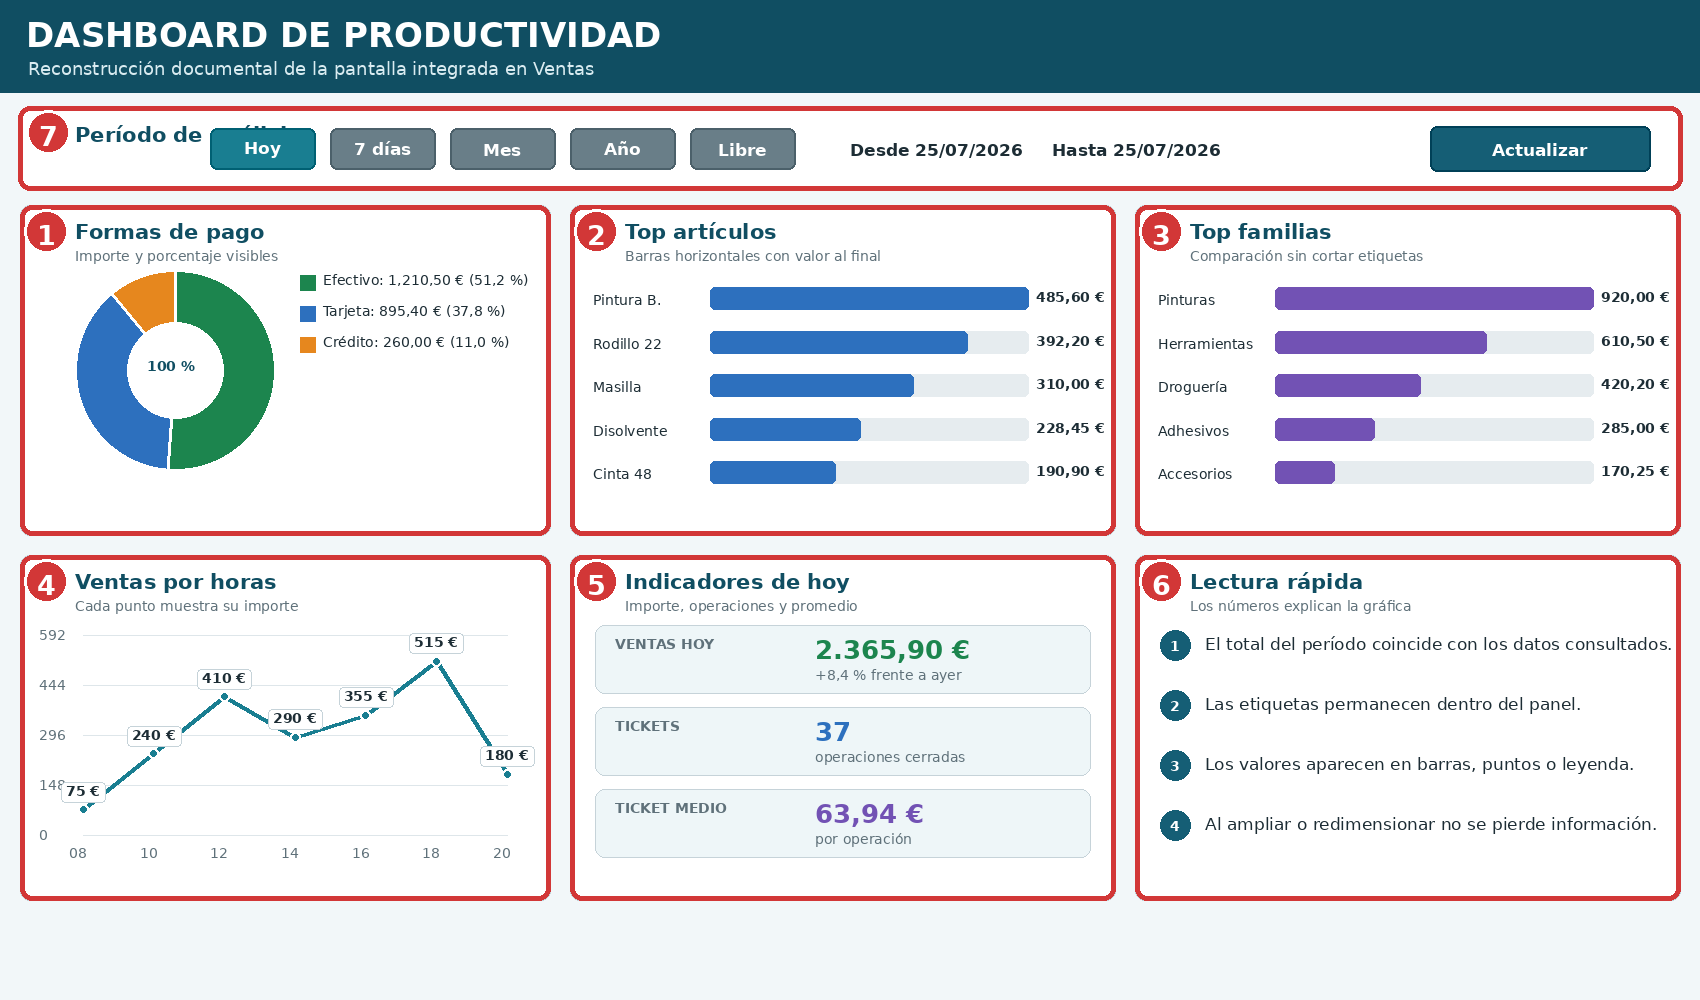 DASHBOARD DE PRODUCTIVIDAD
Reconstrucción documental de la pantalla integrada en Ventas
7
Período de
Hoy
7 días
Mes
Año
Libre
Desde 25/07/2026
Hasta 25/07/2026
Actualizar
1
Formas de pago
Importe y porcentaje visibles
100 %
Efectivo: 1,210,50 € (51,2 %)
Tarjeta: 895,40 € (37,8 %)
Crédito: 260,00 € (11,0 %)
2
Top artículos
Barras horizontales con valor al final
Pintura B. 485,60 €
Rodillo 22 392,20 €
Masilla 310,00 €
Disolvente 228,45 €
Cinta 48 190,90 €
3
Top familias
Comparación sin cortar etiquetas
Pinturas 920,00 €
Herramientas 610,50 €
Droguería 420,20 €
Adhesivos 285,00 €
Accesorios 170,25 €
4
Ventas por horas
Cada punto muestra su importe
592
444
296
148
0
75 €
240 €
410 €
290 €
355 €
515 €
180 €
08 10 12 14 16 18 20
5
Indicadores de hoy
Importe, operaciones y promedio
VENTAS HOY
2.365,90 €
+8,4 % frente a ayer
TICKETS
37
operaciones cerradas
TICKET MEDIO
63,94 €
por operación
6
Lectura rápida
Los números explican la gráfica
1 El total del período coincide con los datos consultados.
2 Las etiquetas permanecen dentro del panel.
3 Los valores aparecen en barras, puntos o leyenda.
4 Al ampliar o redimensionar no se pierde información.